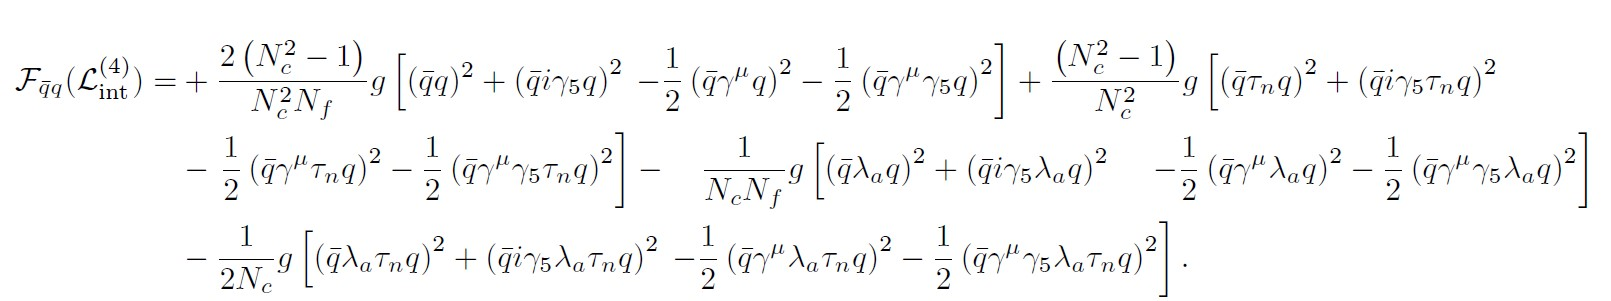 \mathcal{F}_{\bar{q}q}(\mathcal{L}_{\text{int}}^{(4)}) = + \frac{2\left(N_c^2 - 1\right)}{N_c^2 N_f} g \left[ (\bar{q}q)^2 + (\bar{q}i\gamma_5 q)^2 - \frac{1}{2} (\bar{q}\gamma^\mu q)^2 - \frac{1}{2} (\bar{q}\gamma^\mu \gamma_5 q)^2 \right] + \frac{\left(N_c^2 - 1\right)}{N_c^2} g \left[ (\bar{q}\tau_n q)^2 + (\bar{q}i\gamma_5 \tau_n q)^2
- \frac{1}{2} (\bar{q}\gamma^\mu \tau_n q)^2 - \frac{1}{2} (\bar{q}\gamma^\mu \gamma_5 \tau_n q)^2 \right] - \frac{1}{N_c N_f} g \left[ (\bar{q}\lambda_a q)^2 + (\bar{q}i\gamma_5 \lambda_a q)^2 - \frac{1}{2} (\bar{q}\gamma^\mu \lambda_a q)^2 - \frac{1}{2} (\bar{q}\gamma^\mu \gamma_5 \lambda_a q)^2 \right]
- \frac{1}{2N_c} g \left[ (\bar{q}\lambda_a \tau_n q)^2 + (\bar{q}i\gamma_5 \lambda_a \tau_n q)^2 - \frac{1}{2} (\bar{q}\gamma^\mu \lambda_a \tau_n q)^2 - \frac{1}{2} (\bar{q}\gamma^\mu \gamma_5 \lambda_a \tau_n q)^2 \right] .